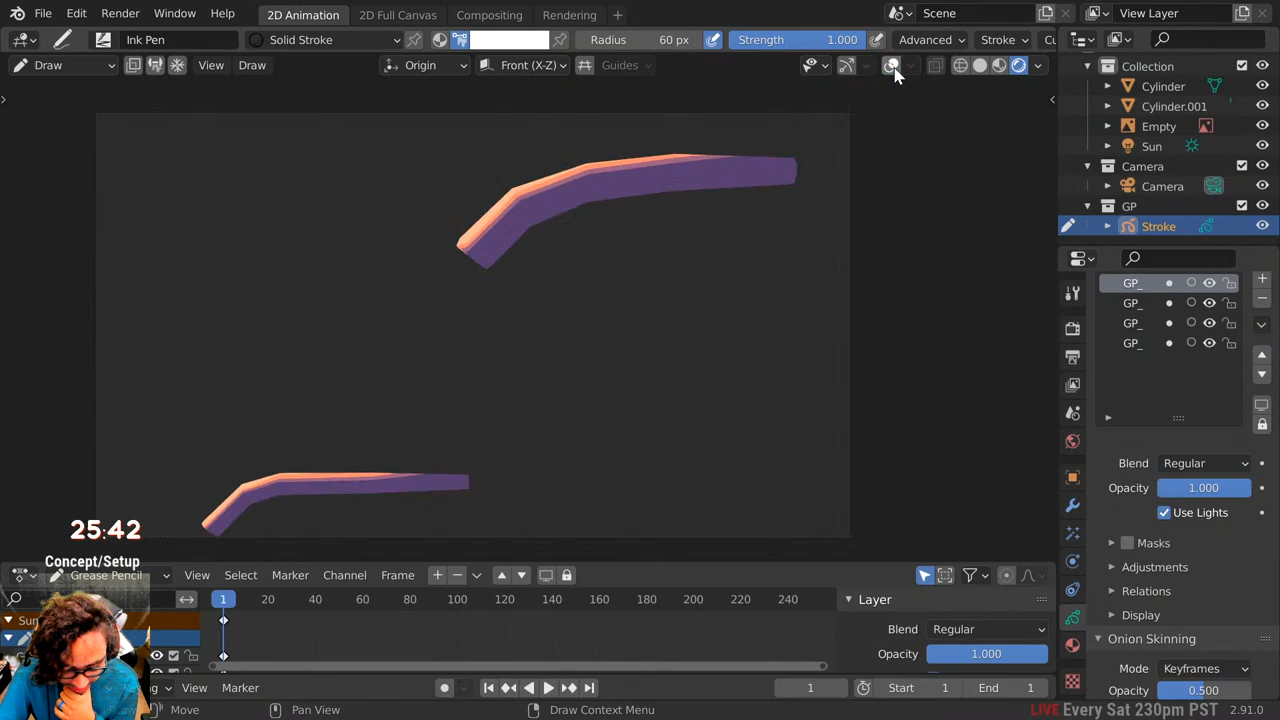 File Edit Render Window Help 2D Animation 2D Full Canvas Compositing Rendering + Scene View Layer
Ink Pen Solid Stroke Radius 60 px Strength 1.000 Advanced Stroke
Draw View Draw Origin Front (X-Z) Guides
Collection
Cylinder
Cylinder.001
Empty
Sun
Camera
Camera
GP
Stroke
GP_
GP_
GP_
GP_
Blend Regular
Opacity 1.000
Use Lights
Masks
Adjustments
Relations
Display
Onion Skinning
Mode Keyframes
Opacity 0.500
25:42
Concept/Setup
Grease Pencil View Select Marker Channel Frame
1 20 40 60 80 100 120 140 160 180 200 220 240
Layer
Blend Regular
Opacity 1.000
View Marker 1 Start 1 End 1
Move Pan View Draw Context Menu
LIVE Every Sat 230pm PST
2.91.0